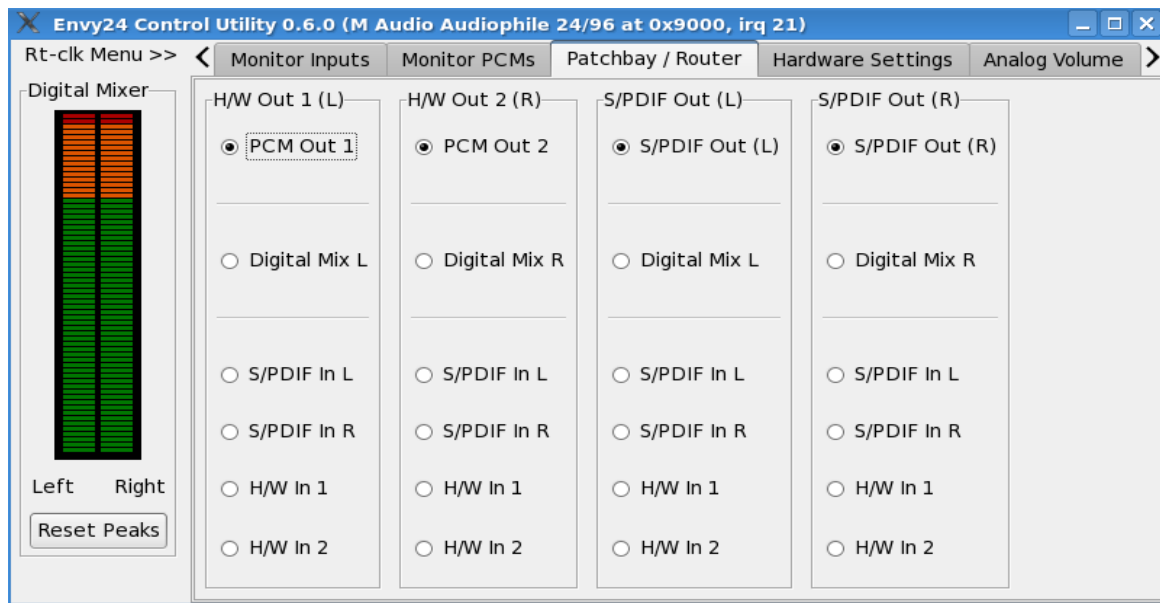 Envy24 Control Utility 0.6.0 (M Audio Audiophile 24/96 at 0x9000, irq 21)
Rt-clk Menu >>
Monitor Inputs
Monitor PCMs
Patchbay / Router
Hardware Settings
Analog Volume
Digital Mixer
Left Right
Reset Peaks
H/W Out 1 (L)
PCM Out 1
Digital Mix L
S/PDIF In L
S/PDIF In R
H/W In 1
H/W In 2
H/W Out 2 (R)
PCM Out 2
Digital Mix R
S/PDIF In L
S/PDIF In R
H/W In 1
H/W In 2
S/PDIF Out (L)
S/PDIF Out (L)
Digital Mix L
S/PDIF In L
S/PDIF In R
H/W In 1
H/W In 2
S/PDIF Out (R)
S/PDIF Out (R)
Digital Mix R
S/PDIF In L
S/PDIF In R
H/W In 1
H/W In 2